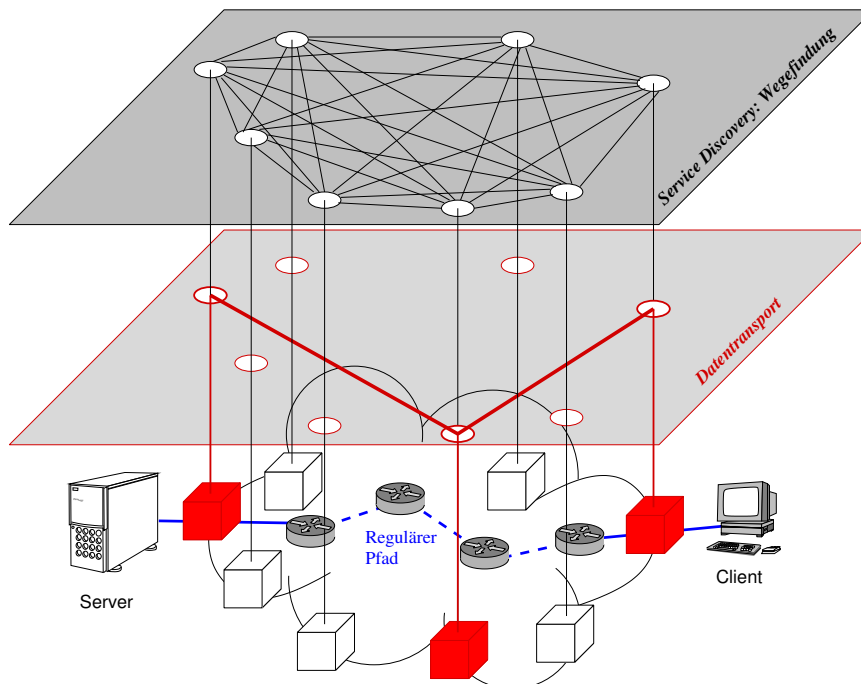 Service Discovery: Wegefindung
Datentransport
Regulärer
Pfad
Server
Client